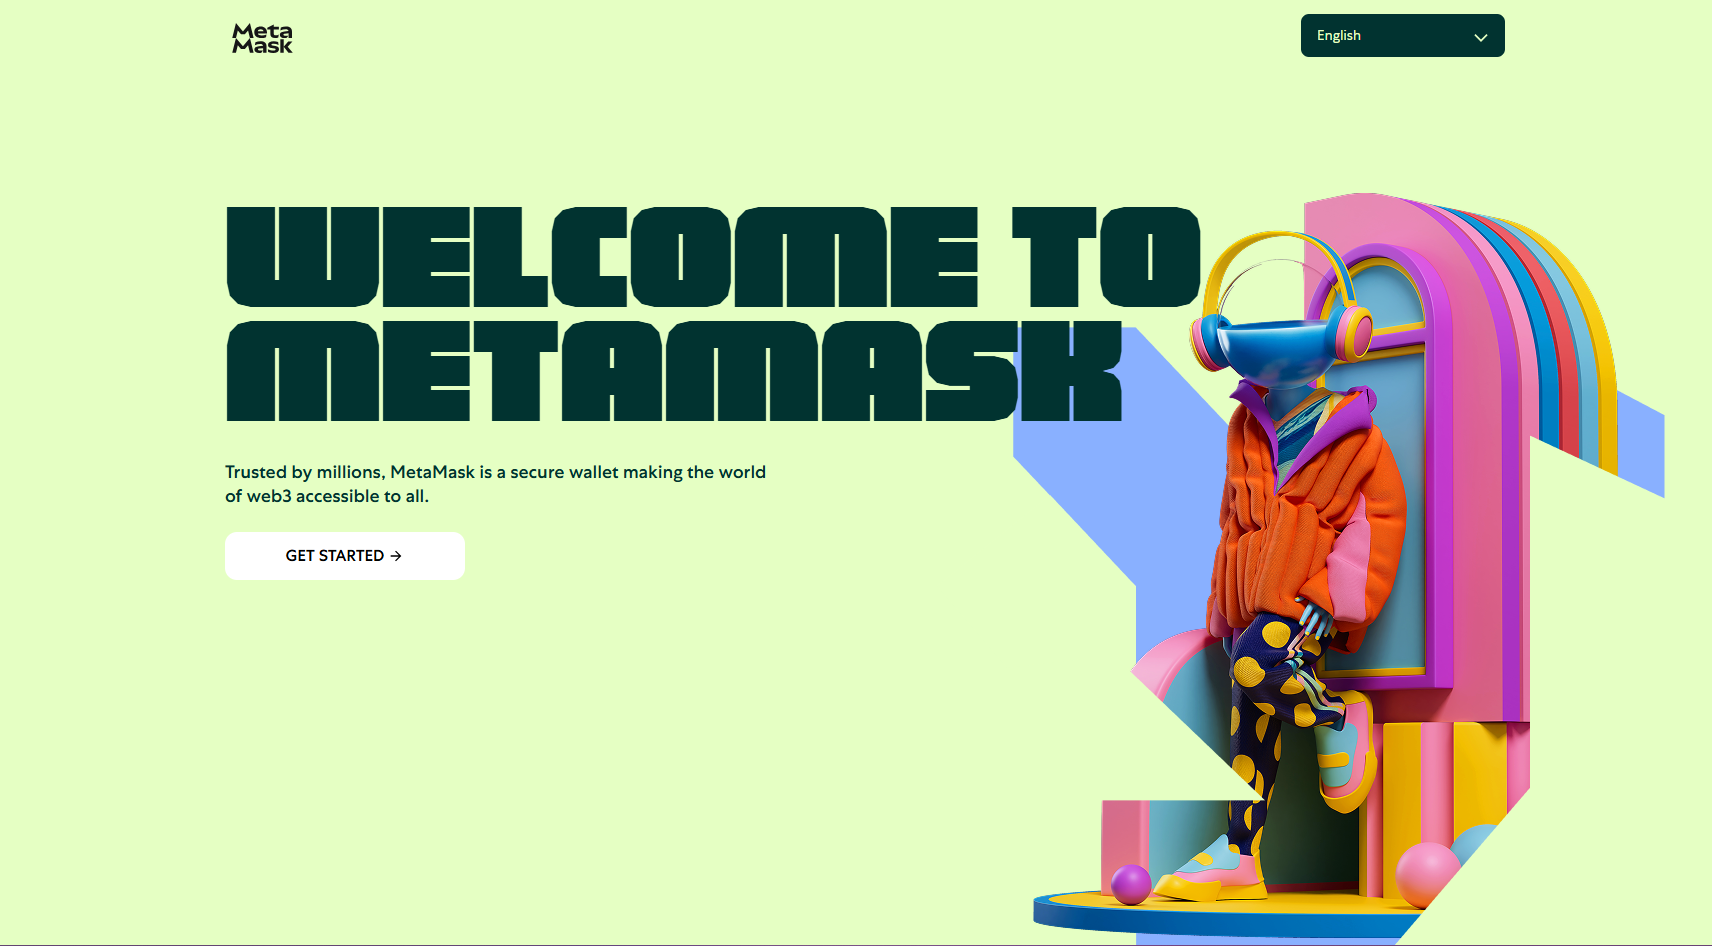 Meta
Mask
English
WELCOME TO
METAMASK
Trusted by millions, MetaMask is a secure wallet making the world
of web3 accessible to all.
GET STARTED →